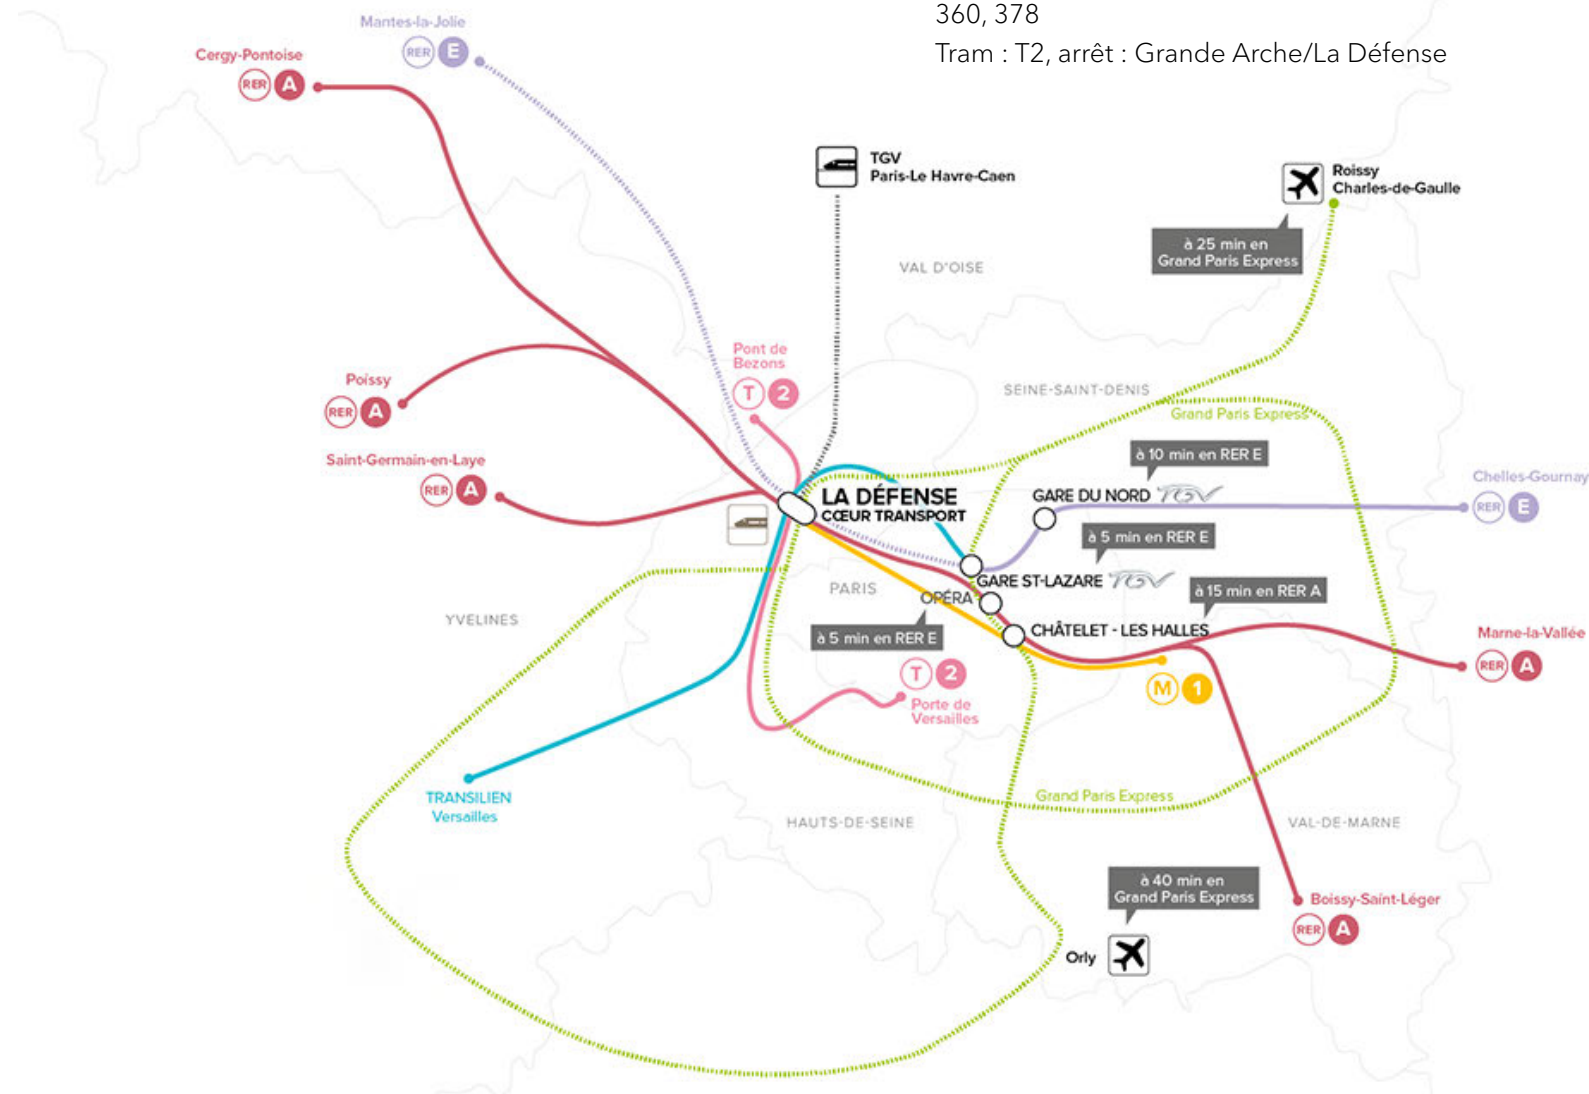 360, 378
Tram : T2, arrêt : Grande Arche/La Défense
Mantes-la-Jolie
RER E
Cergy-Pontoise
RER A
TGV
Paris-Le Havre-Caen
Roissy
Charles-de-Gaulle
à 25 min en
Grand Paris Express
VAL D'OISE
Pont de
Bezons
T 2
Poissy
RER A
SEINE-SAINT-DENIS
Grand Paris Express
Saint-Germain-en-Laye
RER A
à 10 min en RER E
Chelles-Gournay
RER E
LA DÉFENSE
CŒUR TRANSPORT
GARE DU NORD TGV
à 5 min en RER E
GARE ST-LAZARE TGV
PARIS
OPÉRA
à 15 min en RER A
YVELINES
à 5 min en RER E
CHÂTELET - LES HALLES
Marne-la-Vallée
RER A
T 2
Porte de
Versailles
M 1
TRANSILIEN
Versailles
Grand Paris Express
HAUTS-DE-SEINE
VAL-DE-MARNE
à 40 min en
Grand Paris Express
Boissy-Saint-Léger
RER A
Orly